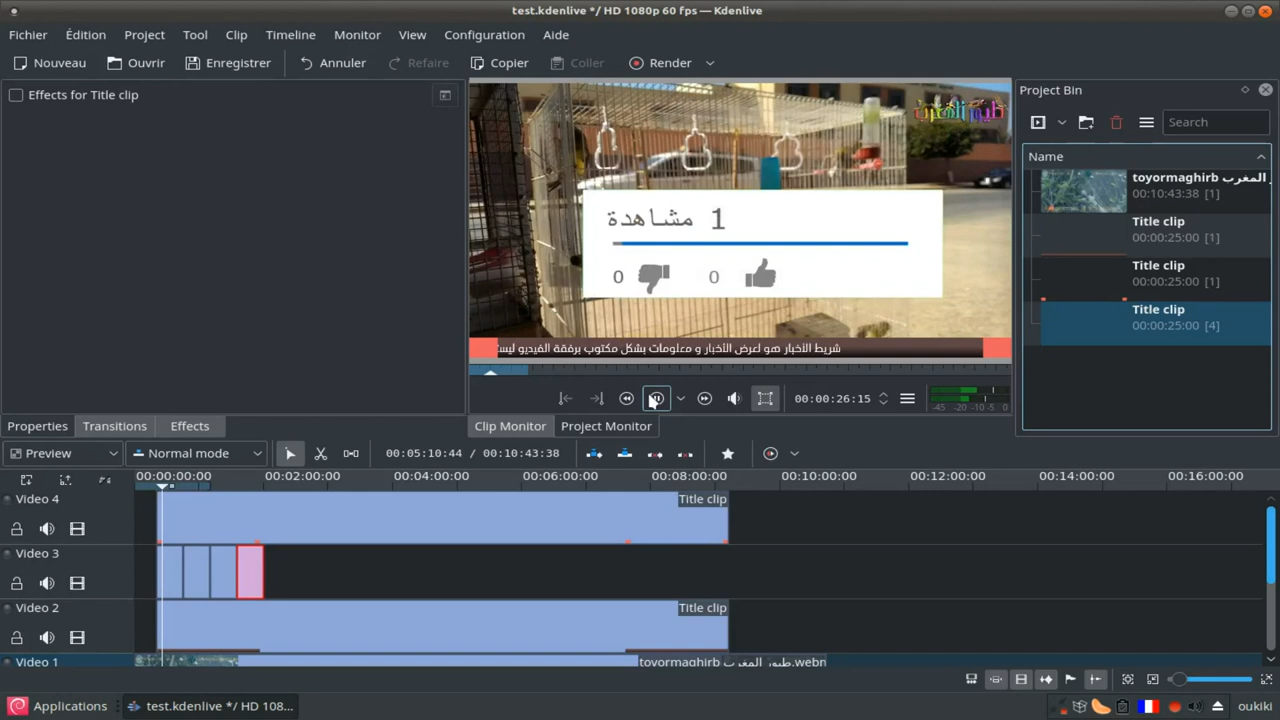 test.kdenlive */ HD 1080p 60 fps — Kdenlive
Fichier Édition Project Tool Clip Timeline Monitor View Configuration Aide
Nouveau Ouvrir Enregistrer Annuler Refaire Copier Coller Render
Effects for Title clip
Project Bin
Search
Name
toyormaghirb المغرب
00:10:43:38 [1]
Title clip
00:00:25:00 [1]
Title clip
00:00:25:00 [1]
Title clip
00:00:25:00 [4]
طيور المغرب
1 مشاهدة
0 0
شريط الأخبار هو لعرض الأخبار و معلومات بشكل مكتوب برفقة الفيديو
00:00:26:15
-45 -20 -10 -5 0
Properties Transitions Effects
Clip Monitor Project Monitor
Preview Normal mode 00:05:10:44 / 00:10:43:38
00:00:00:00 00:02:00:00 00:04:00:00 00:06:00:00 00:08:00:00 00:10:00:00 00:12:00:00 00:14:00:00 00:16:00:00
Video 4 Title clip
Video 3
Video 2 Title clip
Video 1 toyormaghirb طيور المغرب.webm
Applications test.kdenlive */ HD 108... oukiki